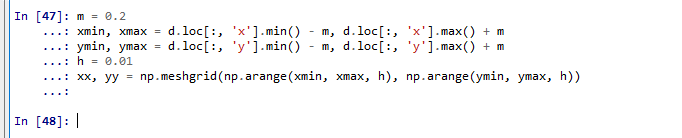 In [47]: m = 0.2
    ...: xmin, xmax = d.loc[:, 'x'].min() - m, d.loc[:, 'x'].max() + m
    ...: ymin, ymax = d.loc[:, 'y'].min() - m, d.loc[:, 'y'].max() + m
    ...: h = 0.01
    ...: xx, yy = np.meshgrid(np.arange(xmin, xmax, h), np.arange(ymin, ymax, h))
    ...:
In [48]: